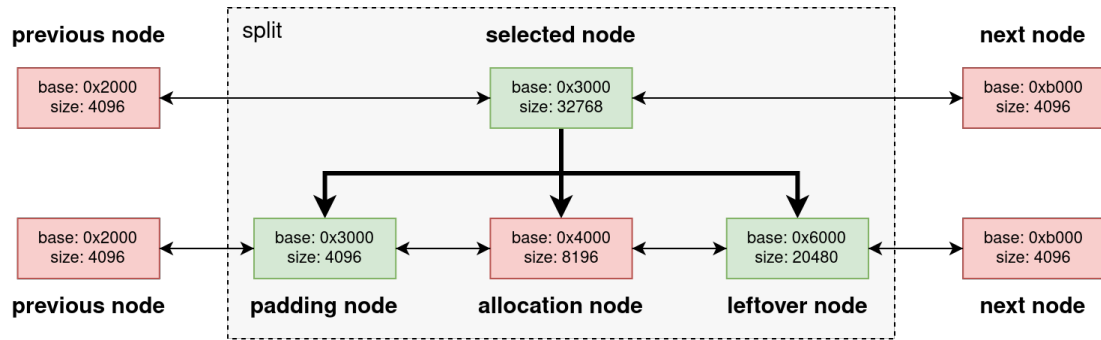 split
previous node
selected node
next node
base: 0x2000
size: 4096
base: 0x3000
size: 32768
base: 0xb000
size: 4096
base: 0x2000
size: 4096
base: 0x3000
size: 4096
base: 0x4000
size: 8196
base: 0x6000
size: 20480
base: 0xb000
size: 4096
previous node
padding node
allocation node
leftover node
next node